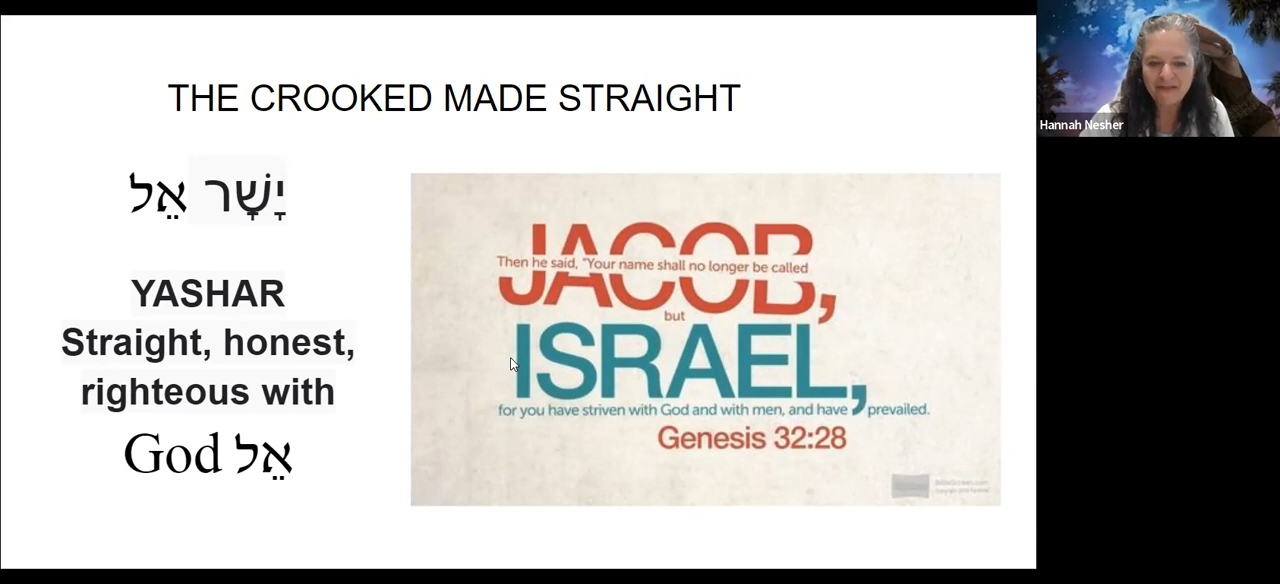 THE CROOKED MADE STRAIGHT
יָשָׁר אֵל
YASHAR
Straight, honest,
righteous with
God אֵל
JACOB,
Then he said, "Your name shall no longer be called
but
ISRAEL,
for you have striven with God and with men, and have prevailed.
Genesis 32:28
Hannah Nesher